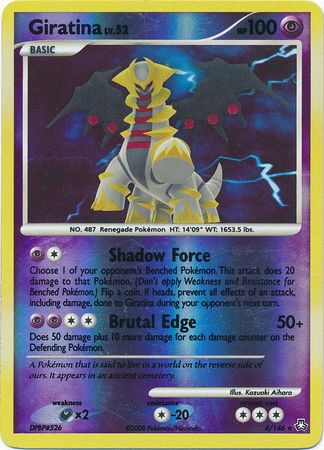 Giratina LV.52 HP 100
BASIC
NO. 487 Renegade Pokémon HT: 14'09" WT: 1653.5 lbs.
Shadow Force
Choose 1 of your opponent's Benched Pokémon. This attack does 20
damage to that Pokémon. (Don't apply Weakness and Resistance for
Benched Pokémon.) Flip a coin. If heads, prevent all effects of an attack,
including damage, done to Giratina during your opponent's next turn.
Brutal Edge 50+
Does 50 damage plus 10 more damage for each damage counter on the
Defending Pokémon.
A Pokémon that is said to live in a world on the reverse side of
ours. It appears in an ancient cemetery.
Illus. Kazuaki Aihara
weakness resistance retreat cost
×2 -20
DPBP#526 ©2008 Pokémon/Nintendo. 4/146 ★